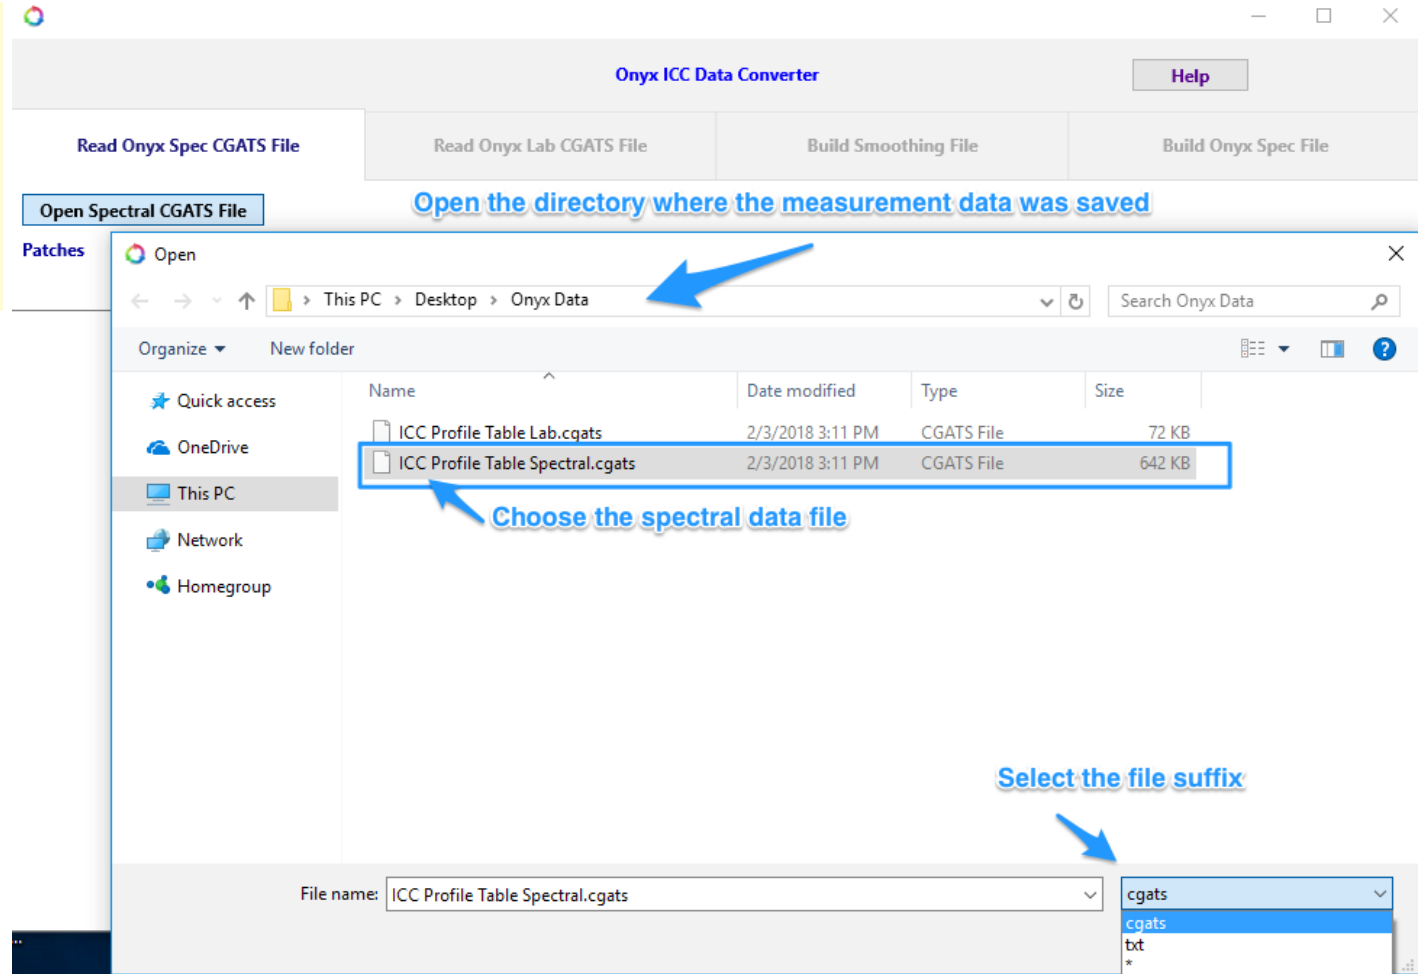 Onyx ICC Data Converter
Help
Read Onyx Spec CGATS File
Read Onyx Lab CGATS File
Build Smoothing File
Build Onyx Spec File
Open Spectral CGATS File
Open the directory where the measurement data was saved
Patches
Open
This PC > Desktop > Onyx Data
Search Onyx Data
Organize
New folder
?
Name
Date modified
Type
Size
Quick access
OneDrive
This PC
Network
Homegroup
ICC Profile Table Lab.cgats 2/3/2018 3:11 PM CGATS File 72 KB
ICC Profile Table Spectral.cgats 2/3/2018 3:11 PM CGATS File 642 KB
Choose the spectral data file
Select the file suffix
File name: ICC Profile Table Spectral.cgats
cgats
cgats
txt
*
...